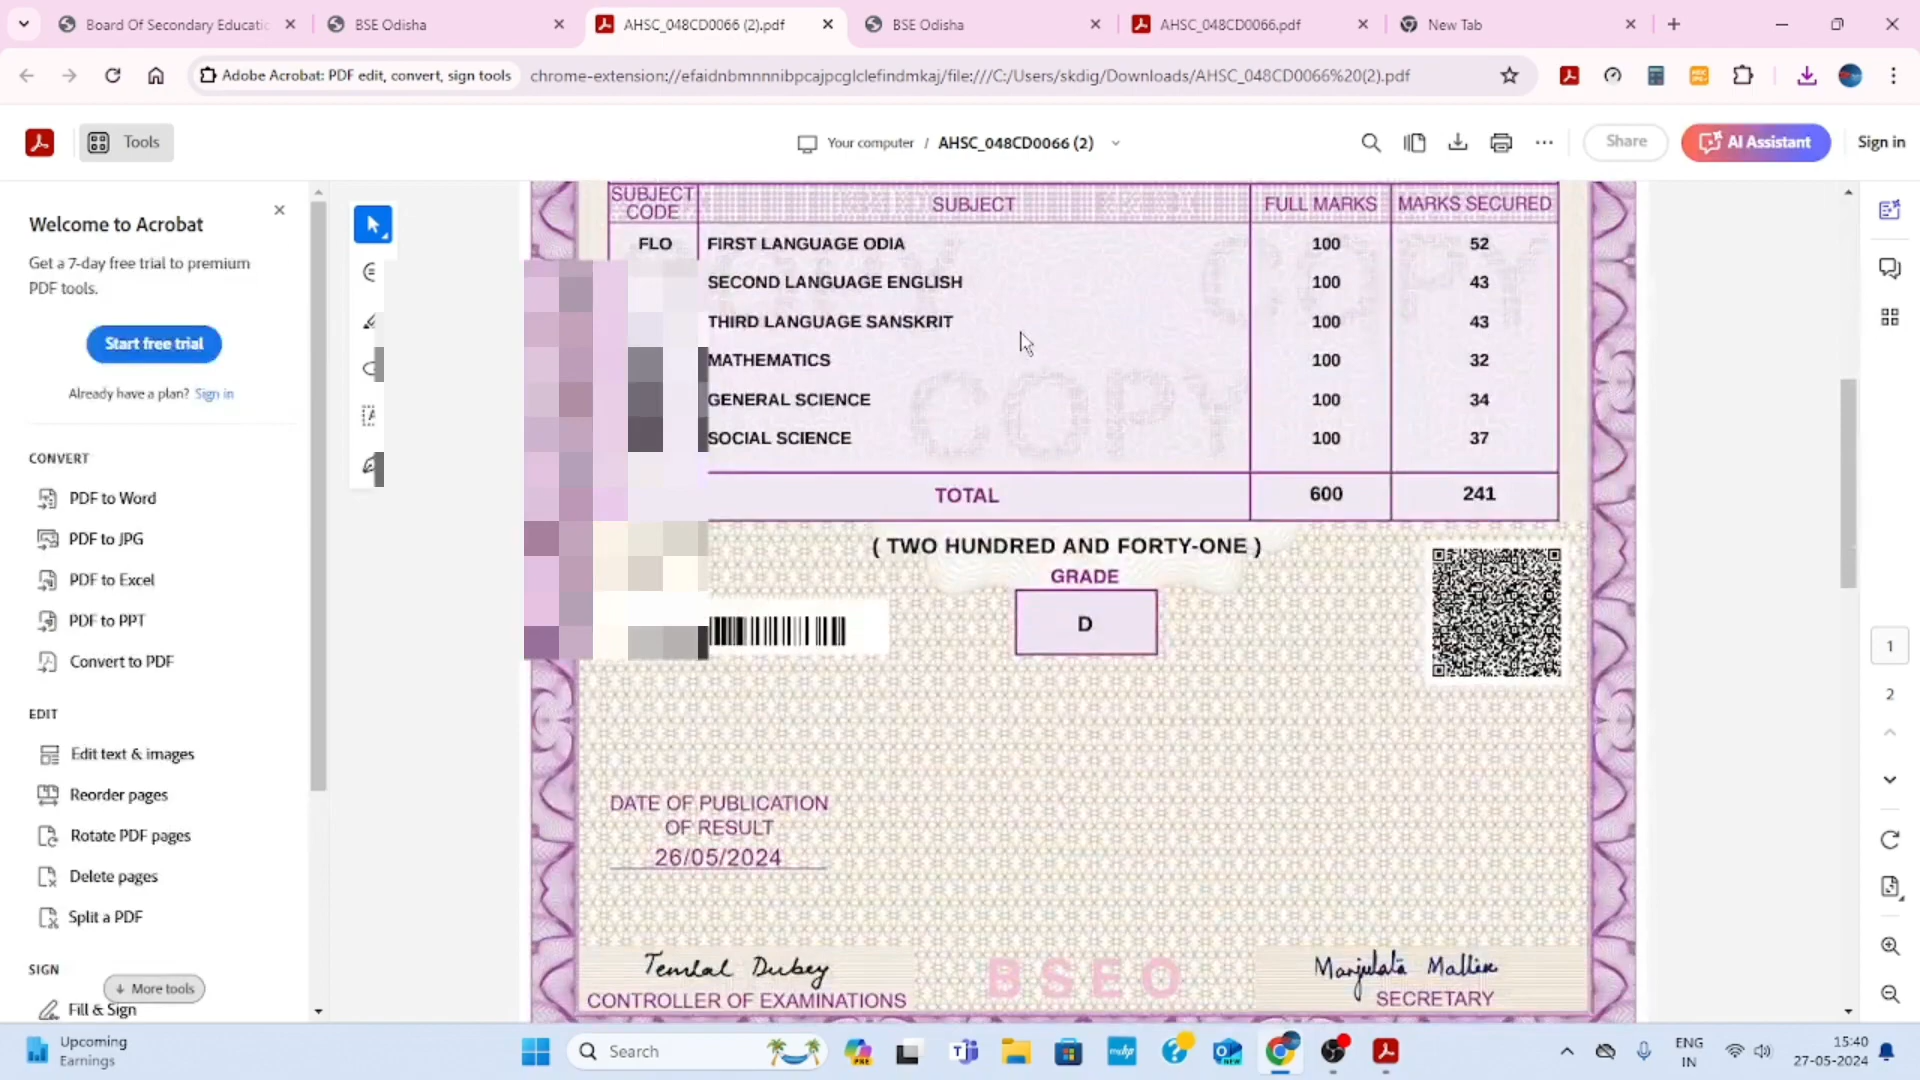 Board Of Secondary Educatic
BSE Odisha
AHSC_048CD0066 (2).pdf
BSE Odisha
AHSC_048CD0066.pdf
New Tab
Adobe Acrobat: PDF edit, convert, sign tools
chrome-extension://efaidnbmnnnibpcajpcglclefindmkaj/file:///C:/Users/skdig/Downloads/AHSC_048CD0066%20(2).pdf
Tools
Your computer / AHSC_048CD0066 (2)
Share
AI Assistant
Sign in
Welcome to Acrobat
Get a 7-day free trial to premium
PDF tools.
Start free trial
Already have a plan? Sign in
CONVERT
PDF to Word
PDF to JPG
PDF to Excel
PDF to PPT
Convert to PDF
EDIT
Edit text & images
Reorder pages
Rotate PDF pages
Delete pages
Split a PDF
SIGN
More tools
Fill & Sign
SUBJECT CODE SUBJECT FULL MARKS MARKS SECURED
FLO FIRST LANGUAGE ODIA 100 52
SECOND LANGUAGE ENGLISH 100 43
THIRD LANGUAGE SANSKRIT 100 43
MATHEMATICS 100 32
GENERAL SCIENCE 100 34
SOCIAL SCIENCE 100 37
COPY
TOTAL 600 241
( TWO HUNDRED AND FORTY-ONE )
GRADE
D
DATE OF PUBLICATION
OF RESULT
26/05/2024
CONTROLLER OF EXAMINATIONS
BSEO
Manjulata Mallik
SECRETARY
1
2
Upcoming
Earnings
Search
PRE
NEW
ENG
IN
15:40
27-05-2024